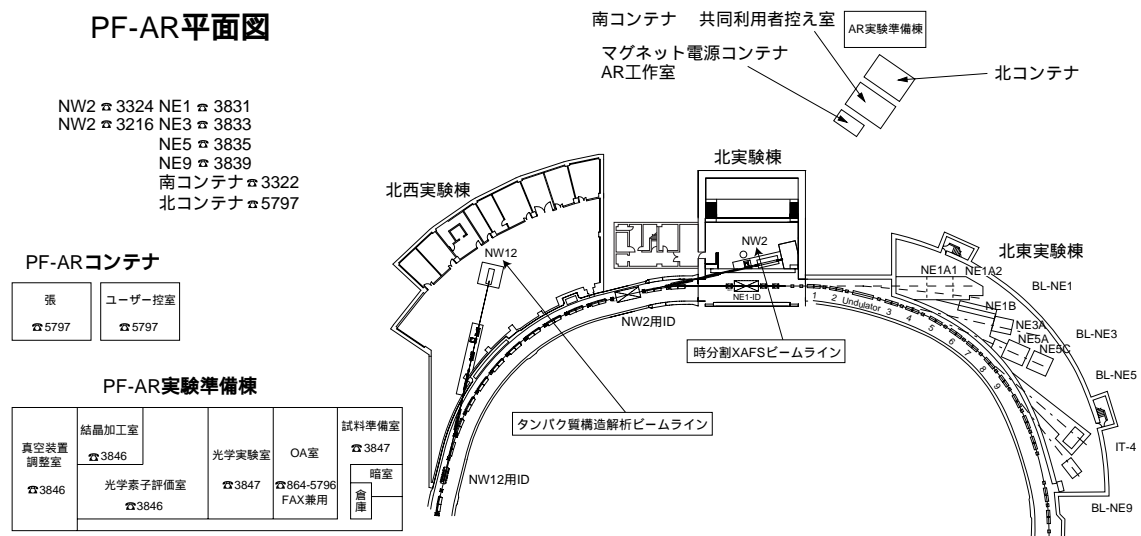 PF-AR平面図
南コンテナ 共同利用者控え室
AR実験準備棟
マグネット電源コンテナ
AR工作室
北コンテナ
NW2 ☎ 3324 NE1 ☎ 3831
NW2 ☎ 3216 NE3 ☎ 3833
NE5 ☎ 3835
NE9 ☎ 3839
南コンテナ ☎ 3322
北コンテナ ☎ 5797
北実験棟
北西実験棟
NW12
NW2
北東実験棟
NE1A1
NE1A2
BL-NE1
NE1-ID
NW2用ID
1 2 Undulator 3 4 5 6 7 8 9
NE1B
NE3A
NE5A
NE5C
BL-NE3
BL-NE5
IT-4
BL-NE9
時分割XAFSビームライン
タンパク質構造解析ビームライン
NW12用ID
PF-ARコンテナ
張
☎5797
ユーザー控室
☎5797
PF-AR実験準備棟
真空装置
調整室
☎3846
結晶加工室
☎3846
光学素子評価室
☎3846
光学実験室
☎3847
OA室
☎864-5796
FAX兼用
試料準備室
☎3847
暗室
倉庫